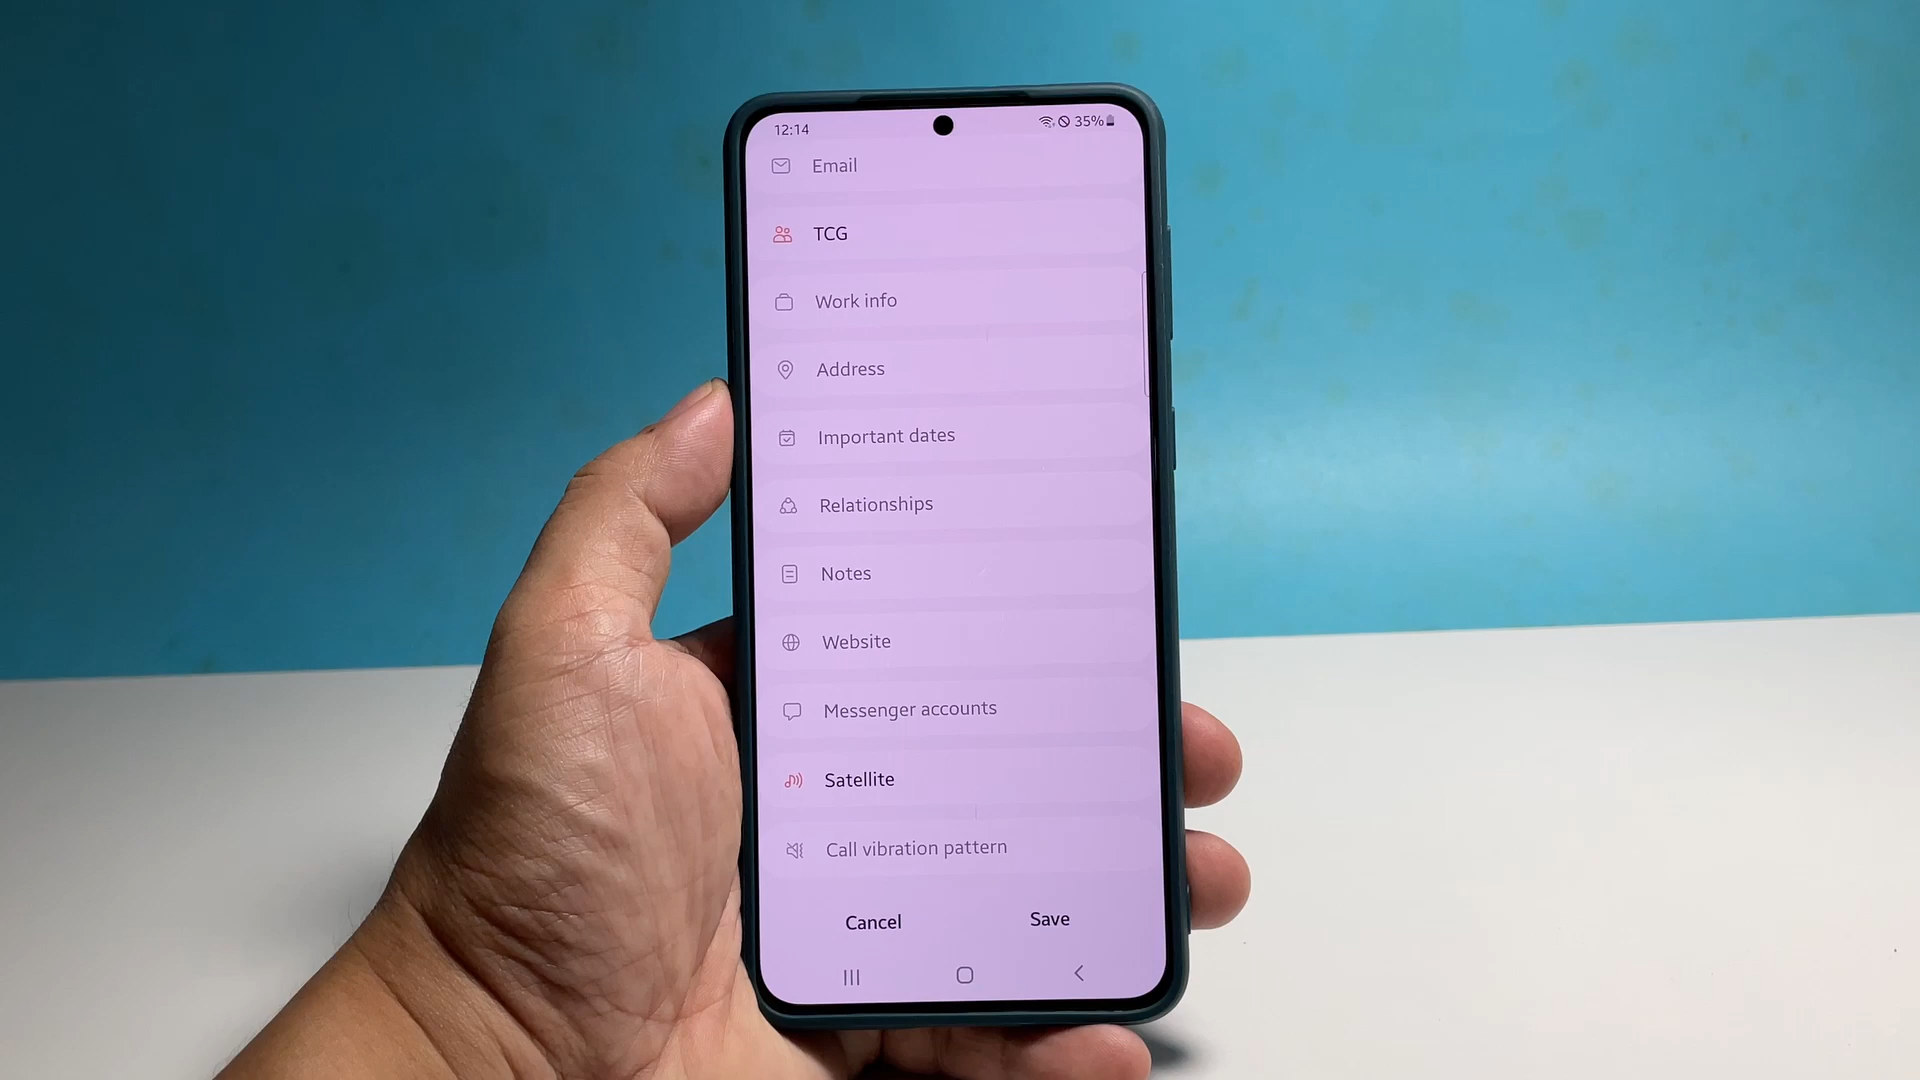 12:14
35%
Email
TCG
Work info
Address
Important dates
Relationships
Notes
Website
Messenger accounts
Satellite
Call vibration pattern
Cancel Save